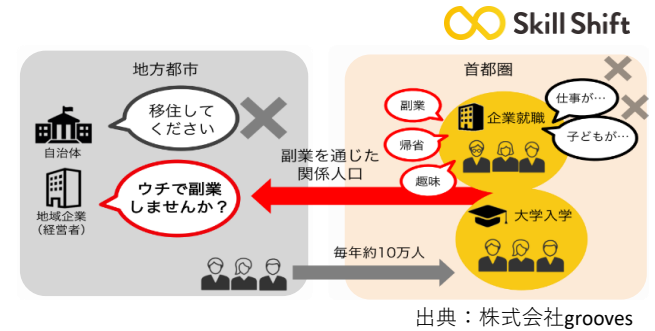 Skill Shift
地方都市
首都圏
移住して
ください
自治体
ウチで副業
しませんか？
地域企業
（経営者）
副業を通じた
関係人口
副業
帰省
趣味
企業就職
仕事が…
子どもが…
大学入学
毎年約10万人
出典：株式会社grooves